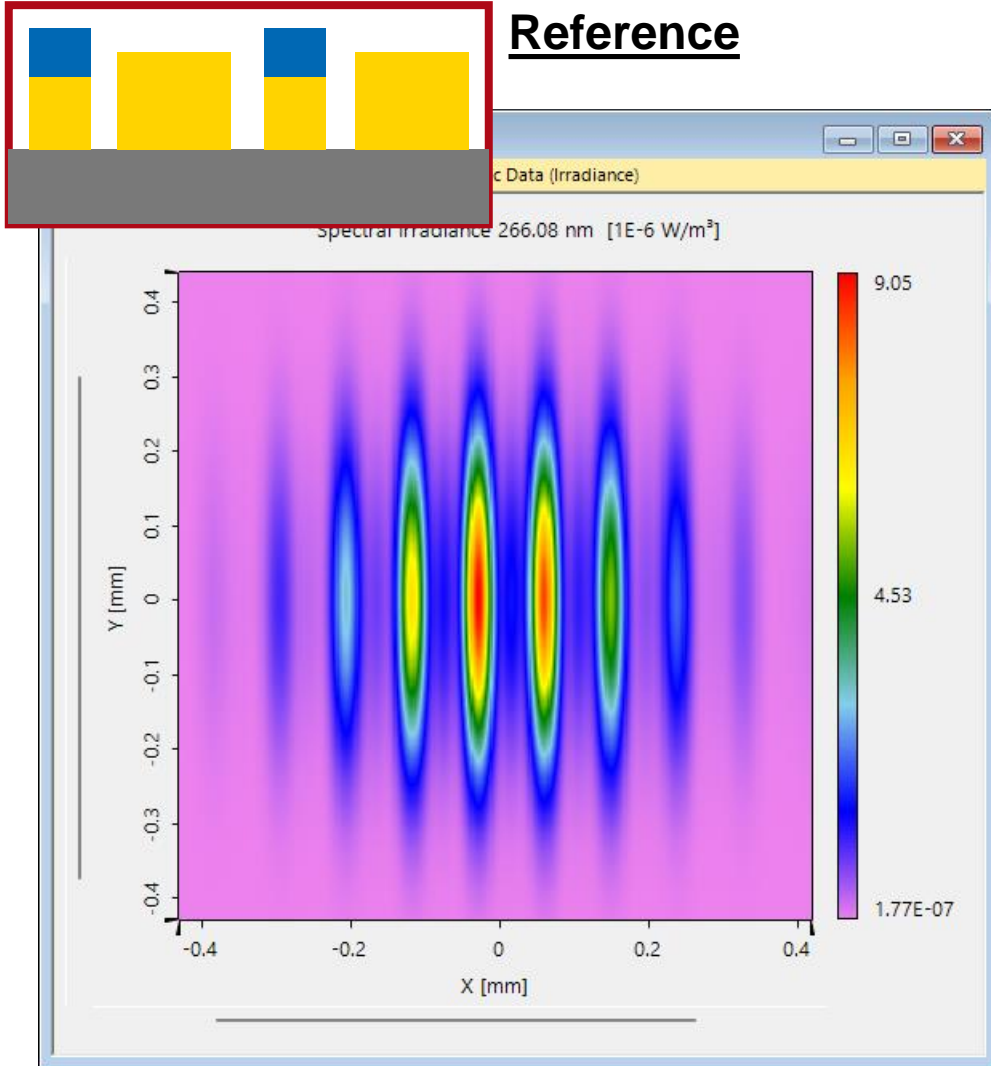 Reference
c Data (Irradiance)
Spectral Irradiance 266.08 nm [1E-6 W/m³]
9.05
4.53
1.77E-07
0.4
0.3
0.2
0.1
0
-0.1
-0.2
-0.3
-0.4
Y [mm]
-0.4 -0.2 0 0.2 0.4
X [mm]